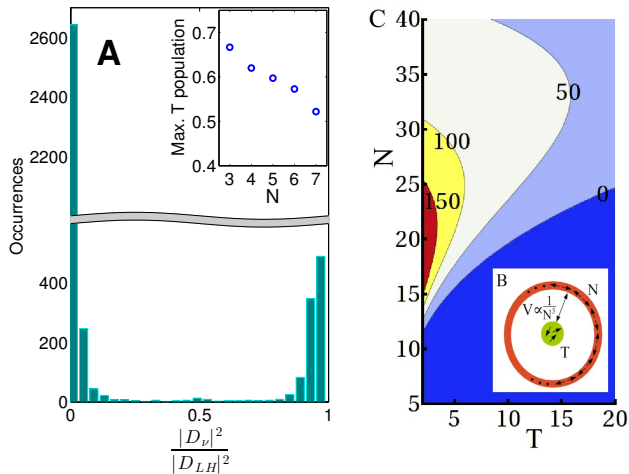 A
2600
2400
2200
400
200
0
Occurrences
0
0.5
1
|D_ν|²
|D_{LH}|²
0.7
0.6
0.5
0.4
Max. T population
3 4 5 6 7
N
C
40
35
30
25
20
15
10
5
N
50
100
150
0
B
N
V∝1/N³
T
5 10 15 20
T